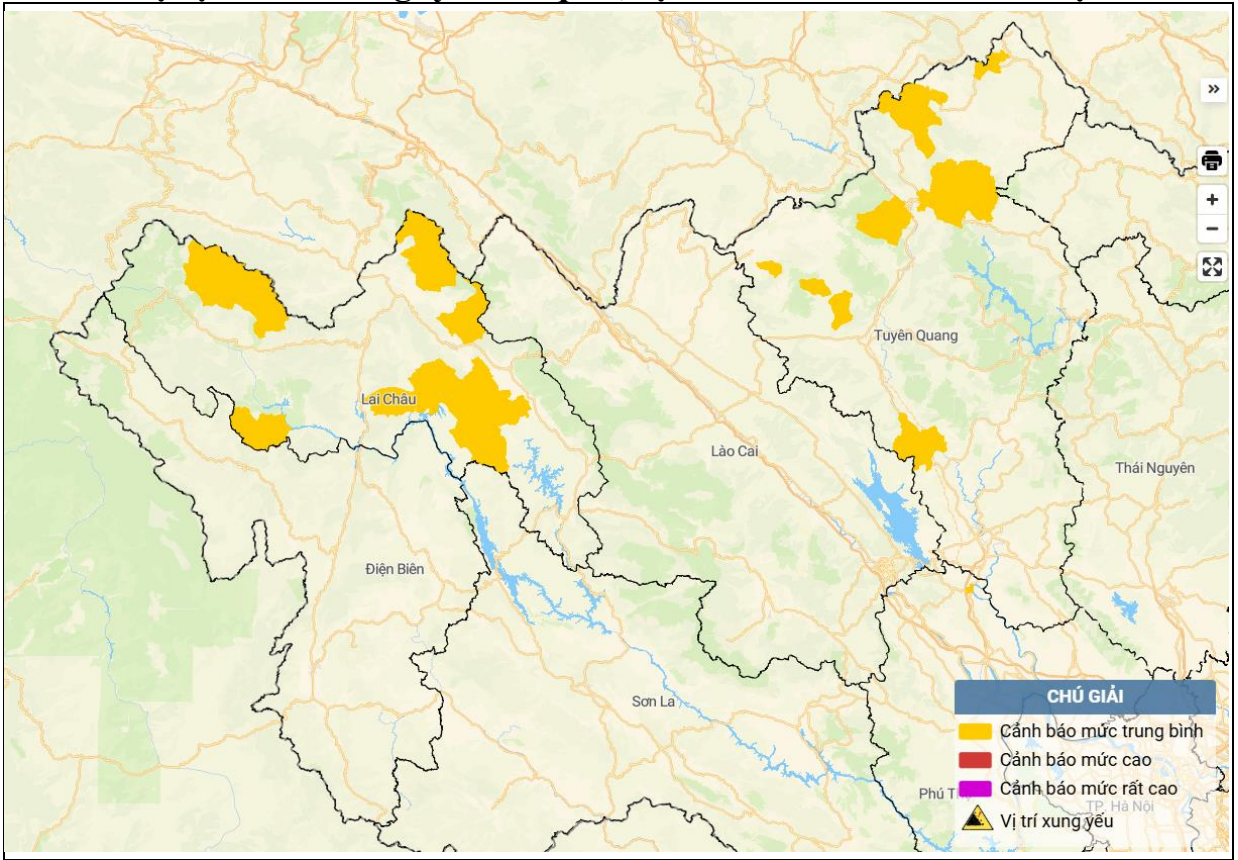 »
+
−
Tuyên Quang
Lai Châu
Lào Cai
Thái Nguyên
Điện Biên
Sơn La
CHÚ GIẢI
Cảnh báo mức trung bình
Cảnh báo mức cao
Cảnh báo mức rất cao
Phú
TP. Hà Nội
Vị trí xung yếu